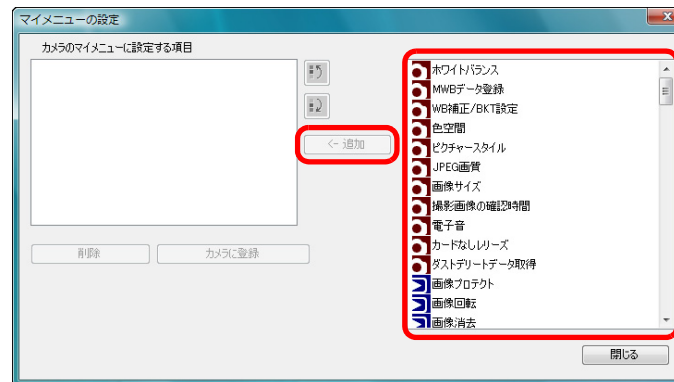 マイメニューの設定
カメラのマイメニューに設定する項目
<- 追加
削除
カメラに登録
ホワイトバランス
MWBデータ登録
WB補正/BKT設定
色空間
ピクチャースタイル
JPEG画質
画像サイズ
撮影画像の確認時間
電子音
カードなしレリーズ
ダストデリートデータ取得
画像プロテクト
画像回転
画像消去
閉じる